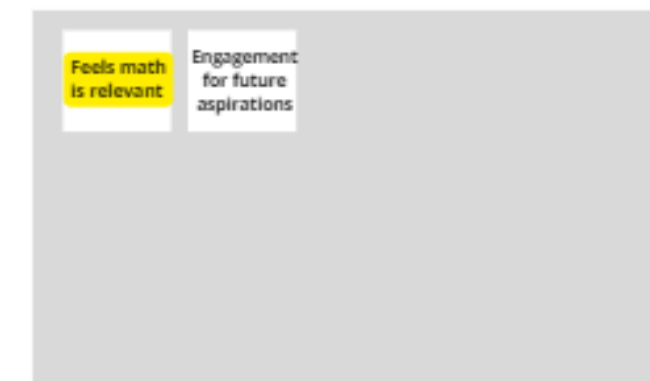 Feels math
is relevant
Engagement
for future
aspirations